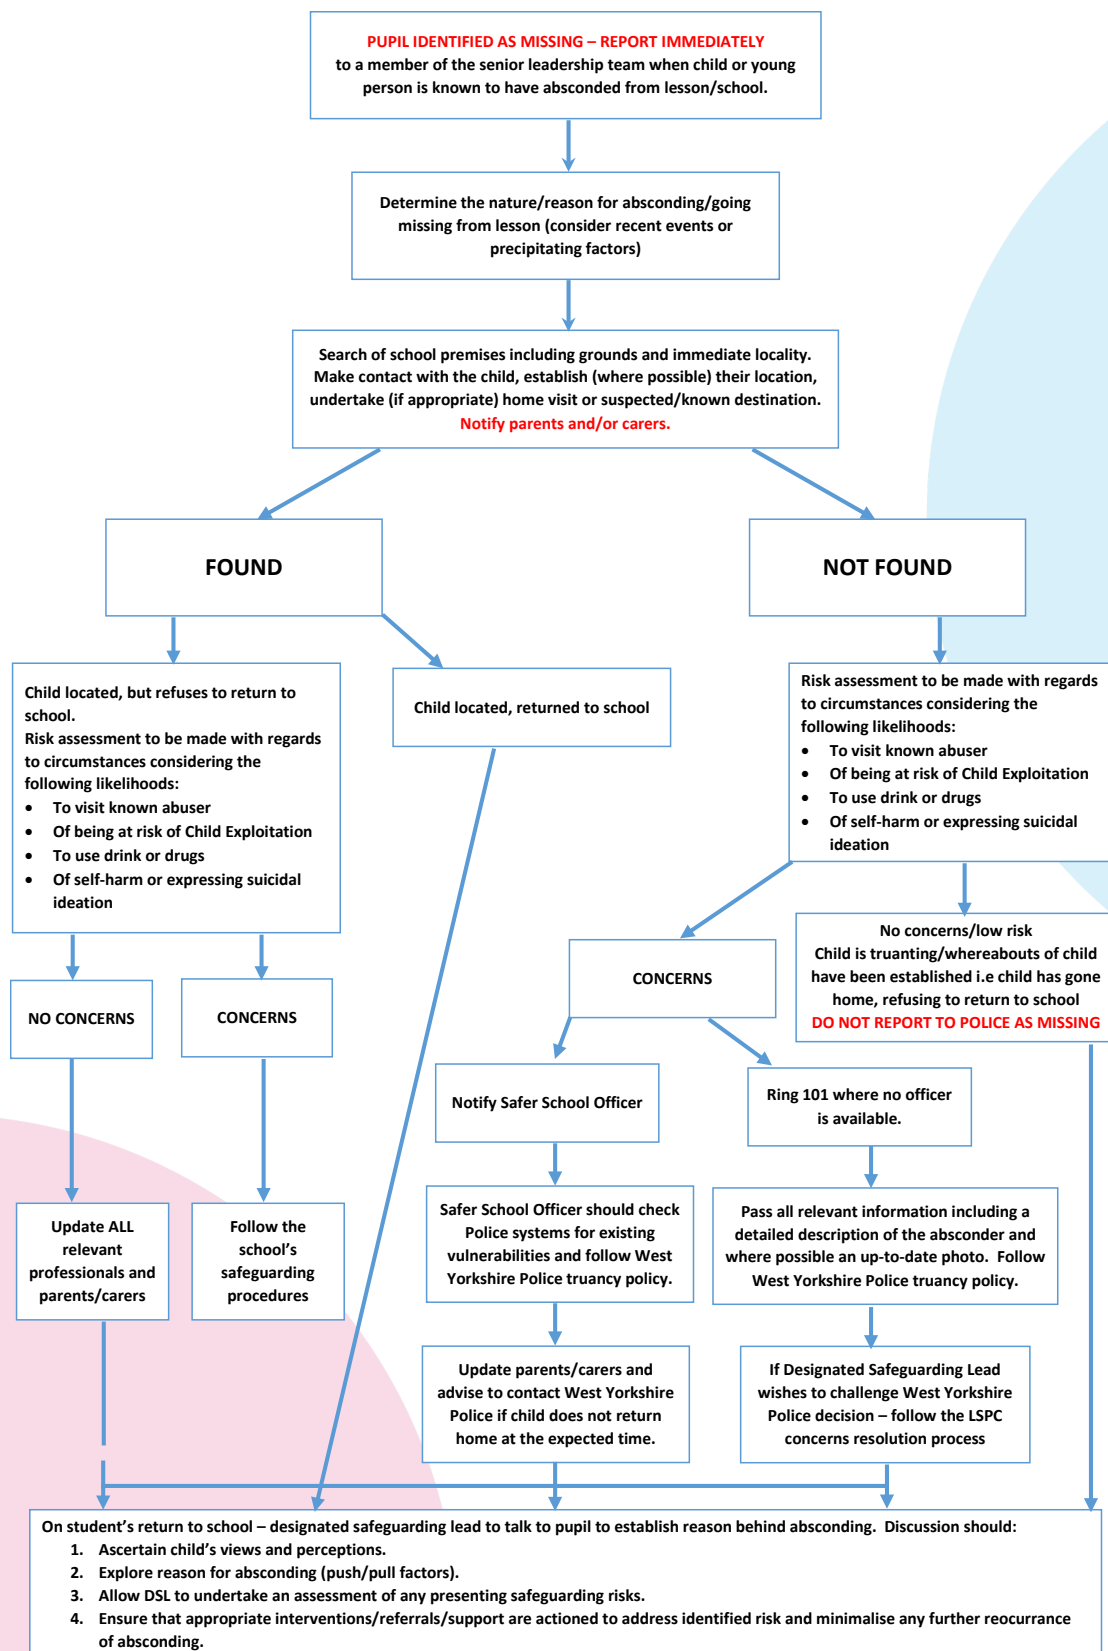 PUPIL IDENTIFIED AS MISSING – REPORT IMMEDIATELY
to a member of the senior leadership team when child or young
person is known to have absconded from lesson/school.
Determine the nature/reason for absconding/going
missing from lesson (consider recent events or
precipitating factors)
Search of school premises including grounds and immediate locality.
Make contact with the child, establish (where possible) their location,
undertake (if appropriate) home visit or suspected/known destination.
Notify parents and/or carers.
FOUND
NOT FOUND
Child located, but refuses to return to
school.
Risk assessment to be made with regards
to circumstances considering the
following likelihoods:
• To visit known abuser
• Of being at risk of Child Exploitation
• To use drink or drugs
• Of self-harm or expressing suicidal
ideation
Child located, returned to school
Risk assessment to be made with regards
to circumstances considering the
following likelihoods:
• To visit known abuser
• Of being at risk of Child Exploitation
• To use drink or drugs
• Of self-harm or expressing suicidal
ideation
NO CONCERNS
CONCERNS
CONCERNS
No concerns/low risk
Child is truanting/whereabouts of child
have been established i.e child has gone
home, refusing to return to school
DO NOT REPORT TO POLICE AS MISSING
Notify Safer School Officer
Ring 101 where no officer
is available.
Update ALL
relevant
professionals and
parents/carers
Follow the
school's
safeguarding
procedures
Safer School Officer should check
Police systems for existing
vulnerabilities and follow West
Yorkshire Police truancy policy.
Pass all relevant information including a
detailed description of the absconder and
where possible an up-to-date photo.  Follow
West Yorkshire Police truancy policy.
Update parents/carers and
advise to contact West Yorkshire
Police if child does not return
home at the expected time.
If Designated Safeguarding Lead
wishes to challenge West Yorkshire
Police decision – follow the LSPC
concerns resolution process
On student's return to school – designated safeguarding lead to talk to pupil to establish reason behind absconding.  Discussion should:
1. Ascertain child's views and perceptions.
2. Explore reason for absconding (push/pull factors).
3. Allow DSL to undertake an assessment of any presenting safeguarding risks.
4. Ensure that appropriate interventions/referrals/support are actioned to address identified risk and minimalise any further reocurrance
of absconding.